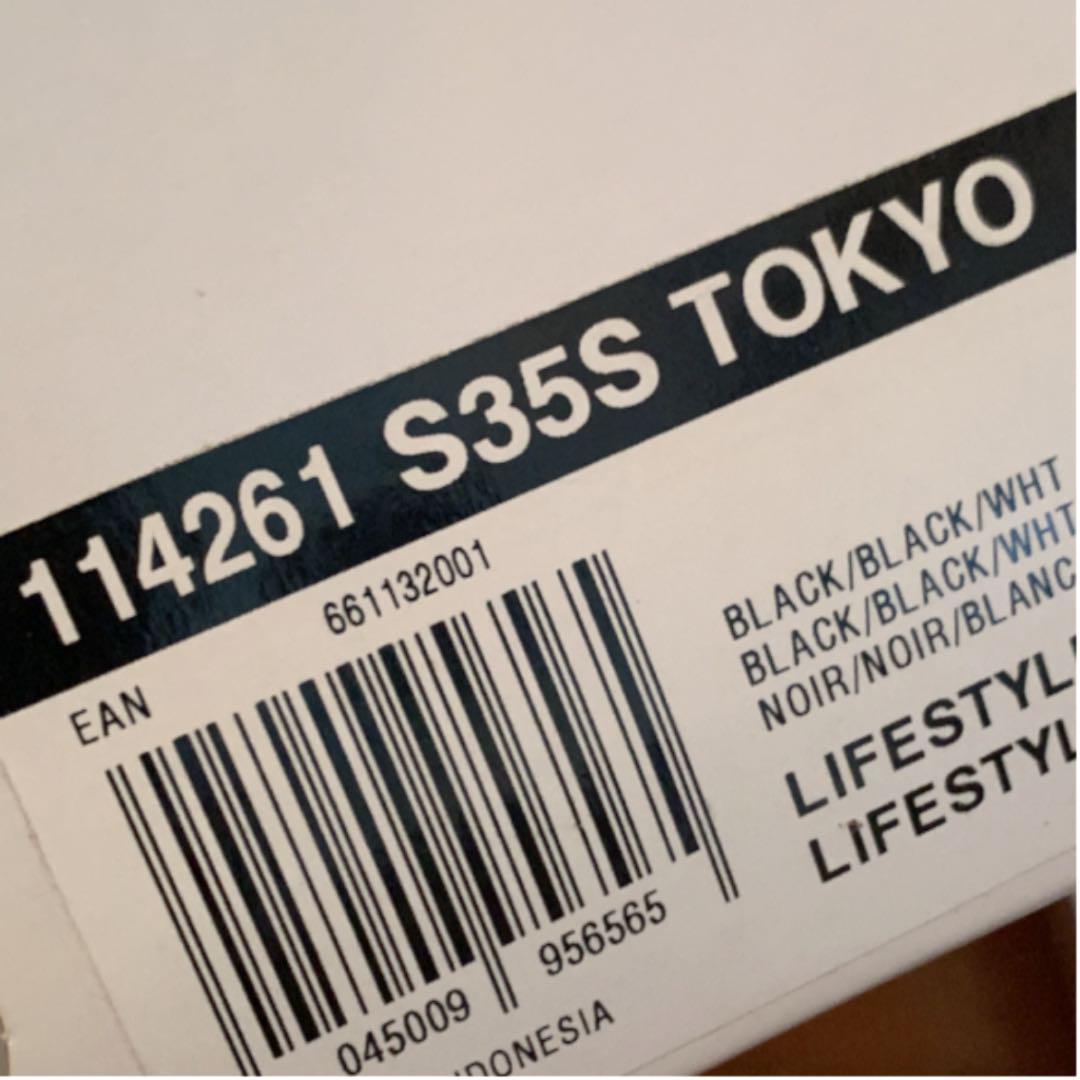 114261 S35S TOKYO
661132001
EAN
045009 956565
BLACK/BLACK/WHT
BLACK/BLACK/WHT
NOIR/NOIR/BLANC